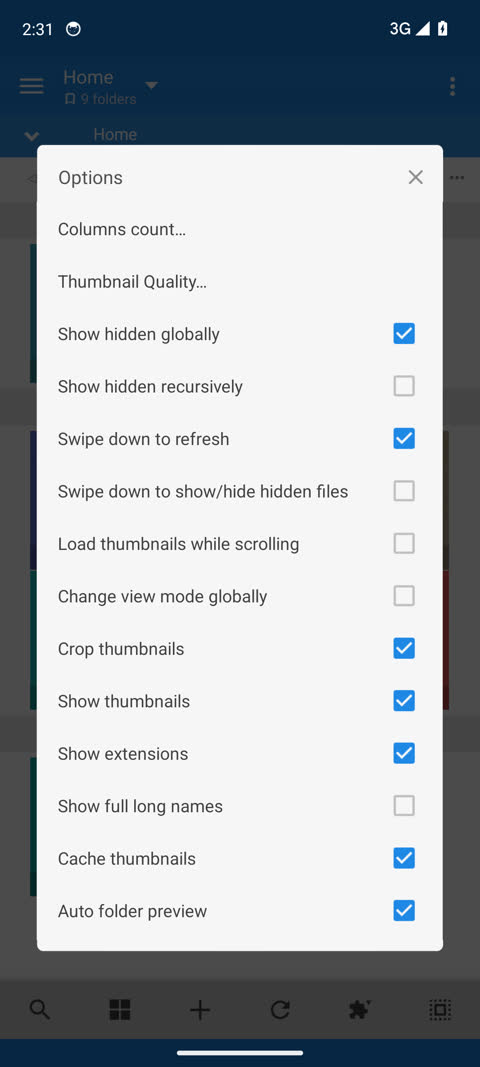 2:31
3G
Home
9 folders
Home
Options
Columns count...
Thumbnail Quality...
Show hidden globally
Show hidden recursively
Swipe down to refresh
Swipe down to show/hide hidden files
Load thumbnails while scrolling
Change view mode globally
Crop thumbnails
Show thumbnails
Show extensions
Show full long names
Cache thumbnails
Auto folder preview